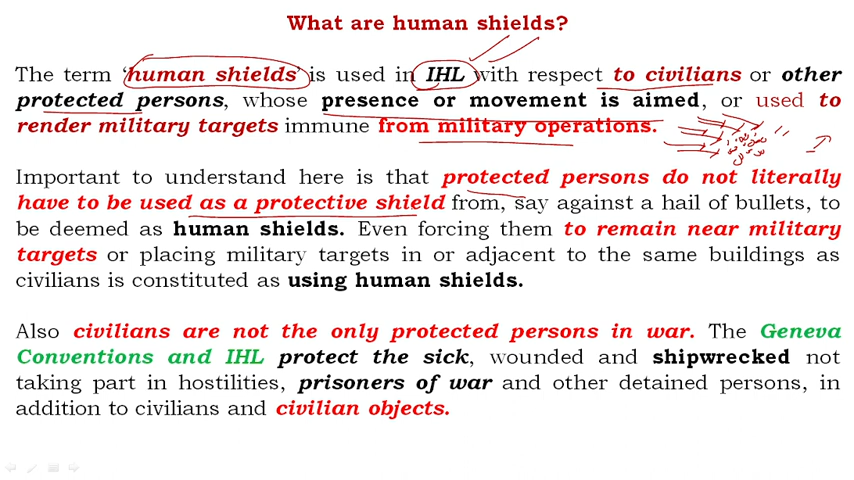 What are human shields?
The term 'human shields' is used in IHL with respect to civilians or other
protected persons, whose presence or movement is aimed, or used to
render military targets immune from military operations.
Important to understand here is that protected persons do not literally
have to be used as a protective shield from, say against a hail of bullets, to
be deemed as human shields. Even forcing them to remain near military
targets or placing military targets in or adjacent to the same buildings as
civilians is constituted as using human shields.
Also civilians are not the only protected persons in war. The Geneva
Conventions and IHL protect the sick, wounded and shipwrecked not
taking part in hostilities, prisoners of war and other detained persons, in
addition to civilians and civilian objects.